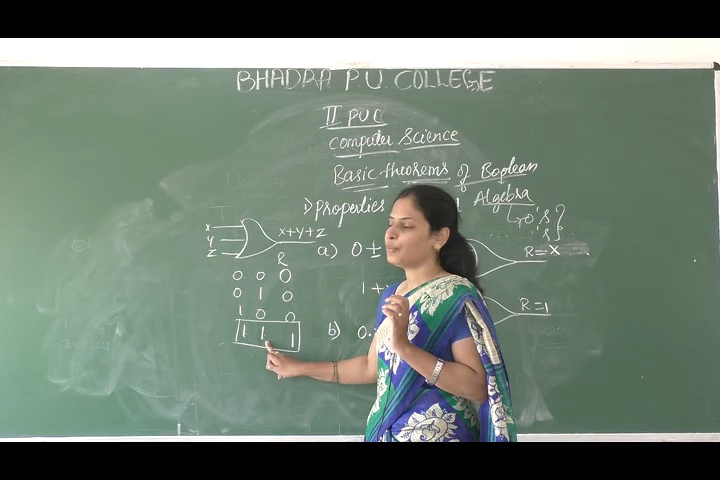 BHADRA P.U. COLLEGE
II PUC
Computer Science
Basic theorems of Boolean
Algebra
1) Properties
0's
's
x
y
z
x+y+z
R
a) 0+
R=x
0 0 0
0 1 0
1+
1 0 0
R=1
1 1 1
b) 0.